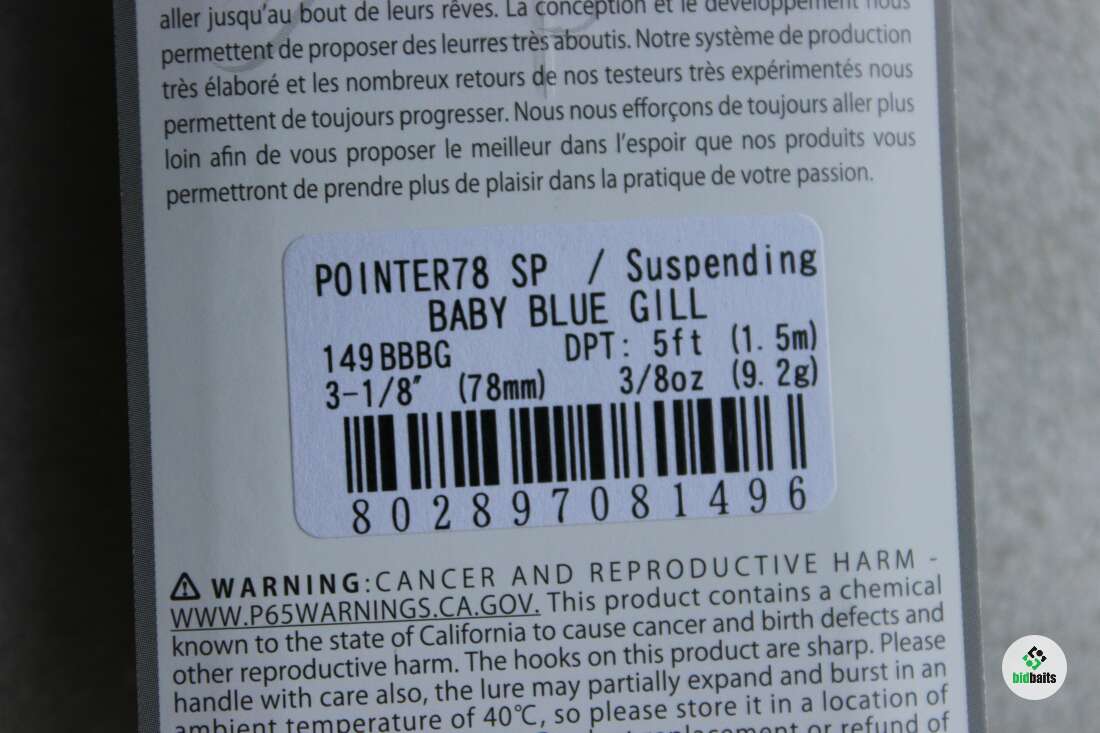 aller jusqu'au bout de leurs rêves. La conception et le développement nous
permettent de proposer des leurres très aboutis. Notre système de production
très élaboré et les nombreux retours de nos testeurs très expérimentés nous
permettent de toujours progresser. Nous nous efforçons de toujours aller plus
loin afin de vous proposer le meilleur dans l'espoir que nos produits vous
permettront de prendre plus de plaisir dans la pratique de votre passion.
POINTER78 SP / Suspending
BABY BLUE GILL
149BBBG DPT: 5ft (1.5m)
3-1/8" (78mm) 3/8oz (9.2g)
802897081496
⚠ WARNING:CANCER AND REPRODUCTIVE HARM -
WWW.P65WARNINGS.CA.GOV. This product contains a chemical
known to the state of California to cause cancer and birth defects and
other reproductive harm. The hooks on this product are sharp. Please
handle with care also, the lure may partially expand and burst in an
ambient temperature of 40℃, so please store it in a location of
replacement or refund of
bidbaits